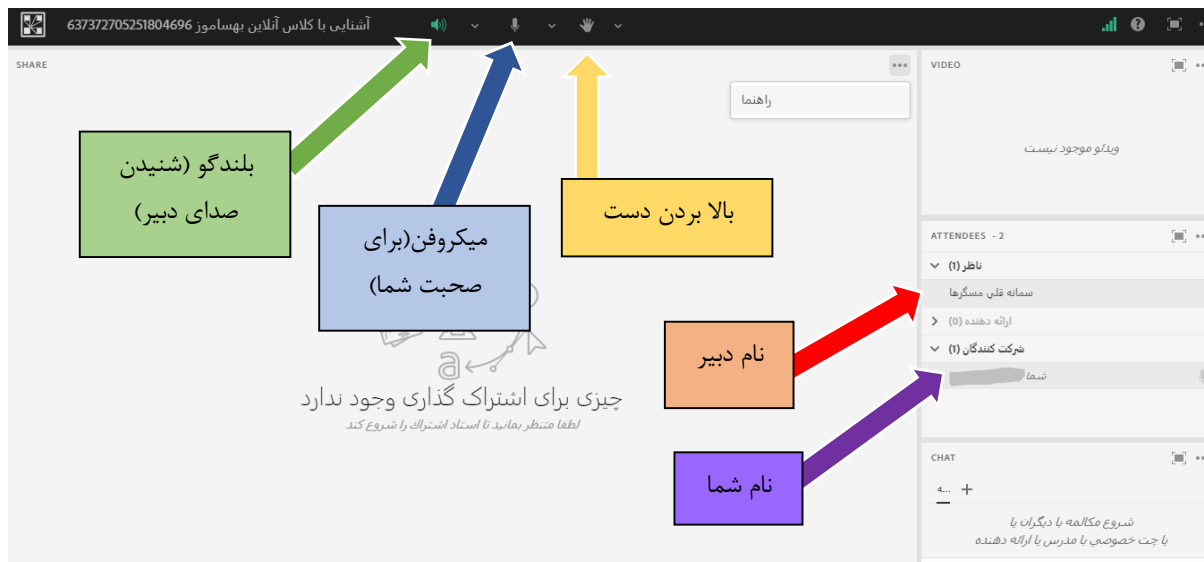 آشنایی با کلاس آنلاین بهساموز 637372705251804696
SHARE
راهنما
بلندگو (شنیدن
صدای دبیر)
میکروفن(برای
صحبت شما)
بالا بردن دست
نام دبیر
نام شما
چیزی برای اشتراک گذاری وجود ندارد
لطفا منتظر بمانید تا استاد اشتراك را شروع کند
VIDEO
ویدئو موجود نیست
ATTENDEES - 2
ناظر (1)
سمانه قلی مسگرها
ارائه دهنده (0)
شرکت کنندگان (1)
شما
CHAT
ه...
شروع مکالمه با دیگران یا
یا چت خصوصي با مدرس یا ارائه دهنده